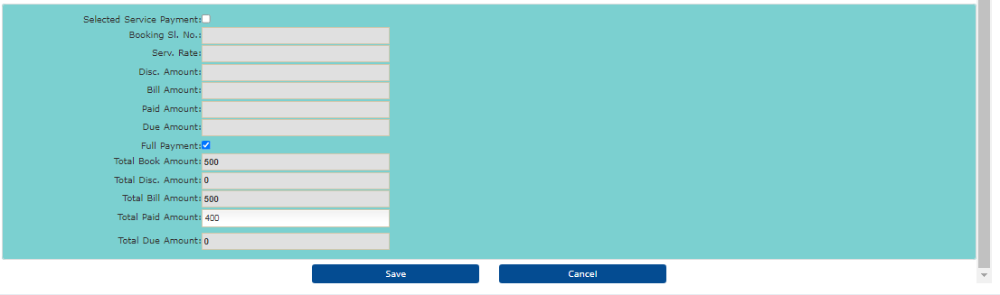 Selected Service Payment:
Booking Sl. No.:
Serv. Rate:
Disc. Amount:
Bill Amount:
Paid Amount:
Due Amount:
Full Payment:
Total Book Amount: 500
Total Disc. Amount: 0
Total Bill Amount: 500
Total Paid Amount: 400
Total Due Amount: 0
Save Cancel